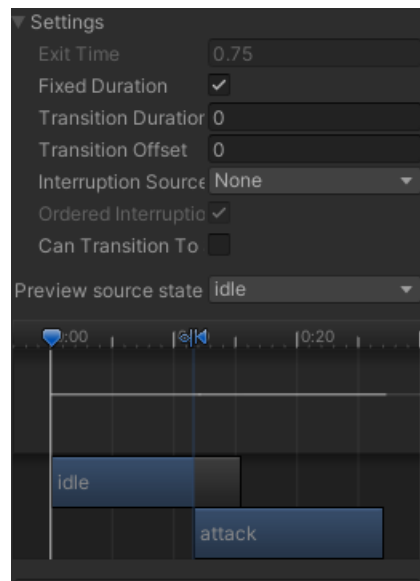 Settings
Exit Time 0.75
Fixed Duration
Transition Duration 0
Transition Offset 0
Interruption Source None
Ordered Interruptio
Can Transition To
Preview source state idle
0:20
idle
attack